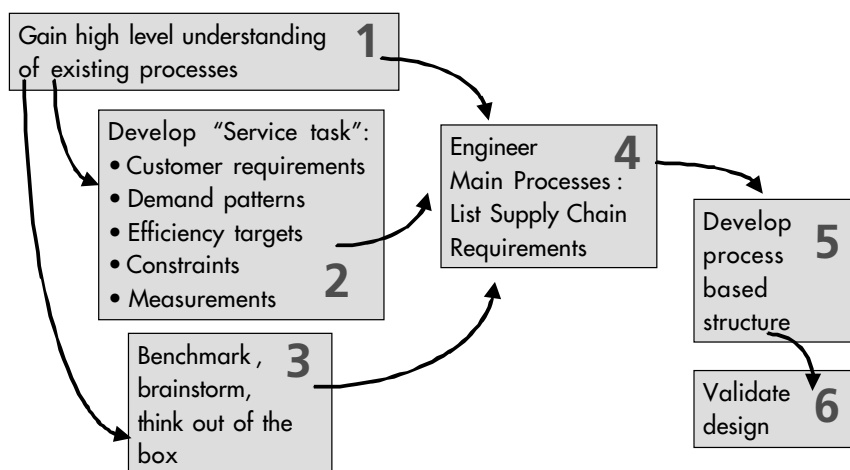 Gain high level understanding 1
of existing processes
Develop “Service task”:
• Customer requirements
• Demand patterns
• Efficiency targets
• Constraints
• Measurements 2
Benchmark, 3
brainstorm,
think out of the
box
Engineer 4
Main Processes :
List Supply Chain
Requirements
Develop
process 5
based
structure
Validate 6
design